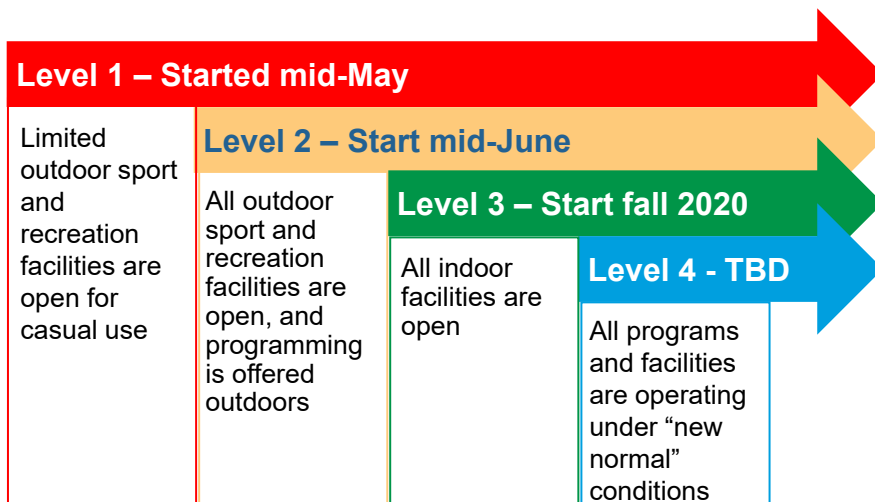 Level 1 – Started mid-May
Limited
outdoor sport
and
recreation
facilities are
open for
casual use
Level 2 – Start mid-June
All outdoor
sport and
recreation
facilities are
open, and
programming
is offered
outdoors
Level 3 – Start fall 2020
All indoor
facilities are
open
Level 4 - TBD
All programs
and facilities
are operating
under “new
normal”
conditions